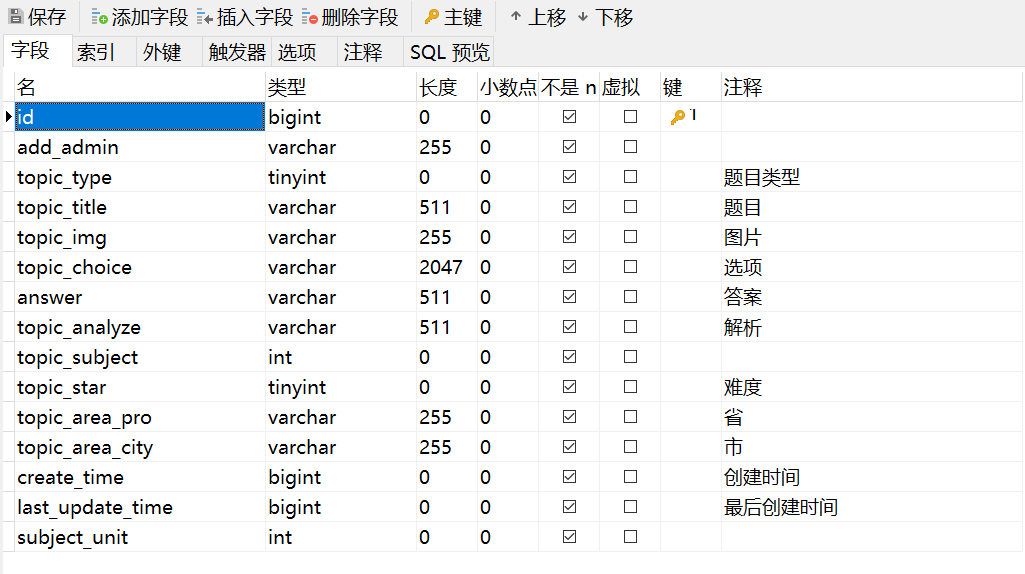 保存 添加字段 插入字段 删除字段 主键 上移 下移
字段 索引 外键 触发器 选项 注释 SQL 预览
名 类型 长度 小数点 不是 n 虚拟 键 注释
id bigint 0 0 1
add_admin varchar 255 0
topic_type tinyint 0 0 题目类型
topic_title varchar 511 0 题目
topic_img varchar 255 0 图片
topic_choice varchar 2047 0 选项
answer varchar 511 0 答案
topic_analyze varchar 511 0 解析
topic_subject int 0 0
topic_star tinyint 0 0 难度
topic_area_pro varchar 255 0 省
topic_area_city varchar 255 0 市
create_time bigint 0 0 创建时间
last_update_time bigint 0 0 最后创建时间
subject_unit int 0 0